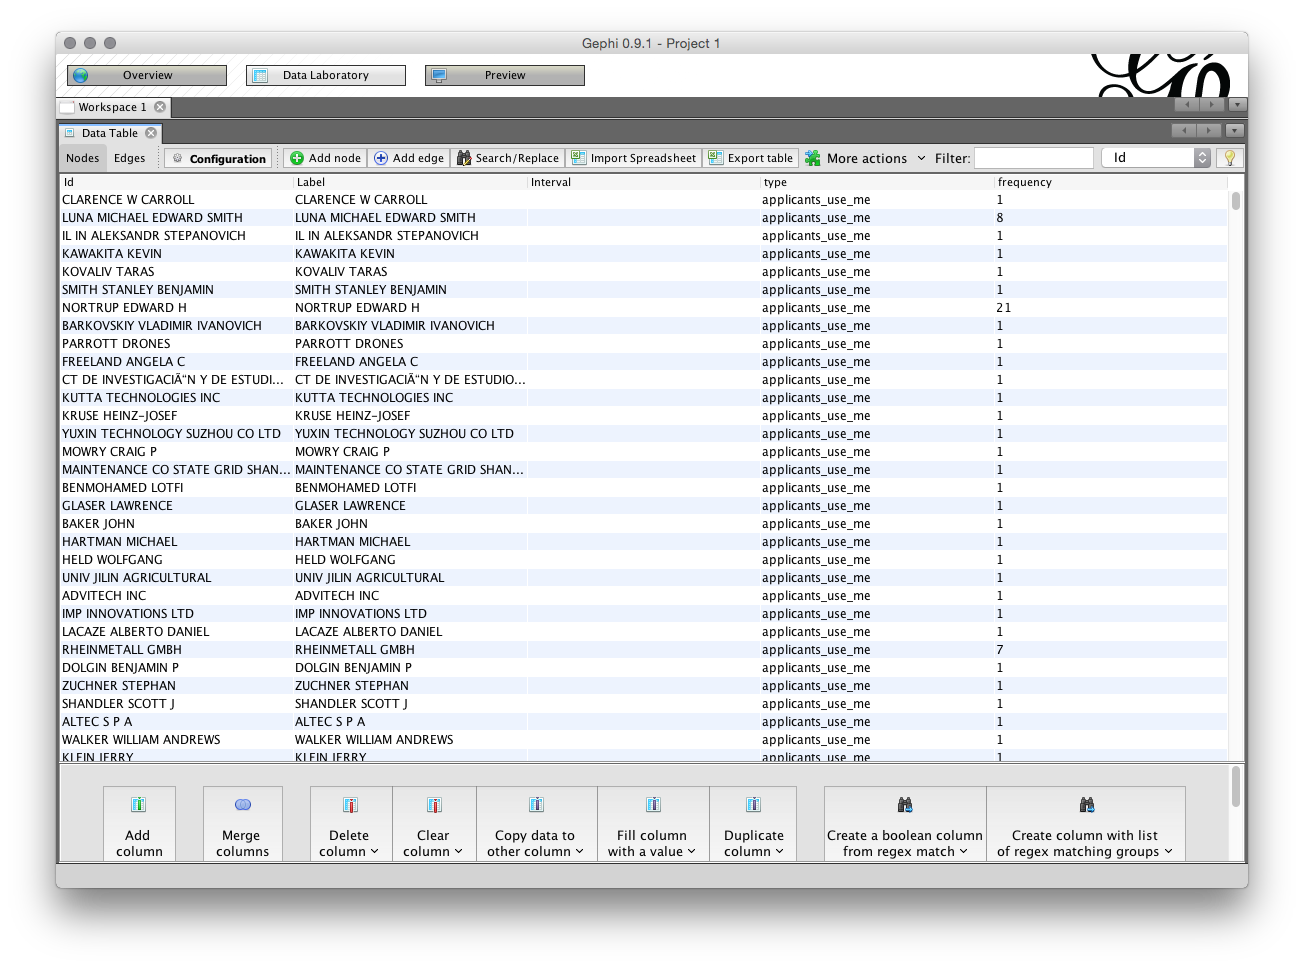 Gephi 0.9.1 - Project 1
Overview Data Laboratory Preview
Workspace 1
Data Table
Nodes Edges Configuration Add node Add edge Search/Replace Import Spreadsheet Export table More actions Filter: Id
Id Label Interval type frequency
CLARENCE W CARROLL CLARENCE W CARROLL applicants_use_me 1
LUNA MICHAEL EDWARD SMITH LUNA MICHAEL EDWARD SMITH applicants_use_me 8
IL IN ALEKSANDR STEPANOVICH IL IN ALEKSANDR STEPANOVICH applicants_use_me 1
KAWAKITA KEVIN KAWAKITA KEVIN applicants_use_me 1
KOVALIV TARAS KOVALIV TARAS applicants_use_me 1
SMITH STANLEY BENJAMIN SMITH STANLEY BENJAMIN applicants_use_me 1
NORTRUP EDWARD H NORTRUP EDWARD H applicants_use_me 21
BARKOVSKIY VLADIMIR IVANOVICH BARKOVSKIY VLADIMIR IVANOVICH applicants_use_me 1
PARROTT DRONES PARROTT DRONES applicants_use_me 1
FREELAND ANGELA C FREELAND ANGELA C applicants_use_me 1
CT DE INVESTIGACIÃ“N Y DE ESTUDI... CT DE INVESTIGACIÃ“N Y DE ESTUDIO... applicants_use_me 1
KUTTA TECHNOLOGIES INC KUTTA TECHNOLOGIES INC applicants_use_me 1
KRUSE HEINZ-JOSEF KRUSE HEINZ-JOSEF applicants_use_me 1
YUXIN TECHNOLOGY SUZHOU CO LTD YUXIN TECHNOLOGY SUZHOU CO LTD applicants_use_me 1
MOWRY CRAIG P MOWRY CRAIG P applicants_use_me 1
MAINTENANCE CO STATE GRID SHAN... MAINTENANCE CO STATE GRID SHAN... applicants_use_me 1
BENMOHAMED LOTFI BENMOHAMED LOTFI applicants_use_me 1
GLASER LAWRENCE GLASER LAWRENCE applicants_use_me 1
BAKER JOHN BAKER JOHN applicants_use_me 1
HARTMAN MICHAEL HARTMAN MICHAEL applicants_use_me 1
HELD WOLFGANG HELD WOLFGANG applicants_use_me 1
UNIV JILIN AGRICULTURAL UNIV JILIN AGRICULTURAL applicants_use_me 1
ADVITECH INC ADVITECH INC applicants_use_me 1
IMP INNOVATIONS LTD IMP INNOVATIONS LTD applicants_use_me 1
LACAZE ALBERTO DANIEL LACAZE ALBERTO DANIEL applicants_use_me 1
RHEINMETALL GMBH RHEINMETALL GMBH applicants_use_me 7
DOLGIN BENJAMIN P DOLGIN BENJAMIN P applicants_use_me 1
ZUCHNER STEPHAN ZUCHNER STEPHAN applicants_use_me 1
SHANDLER SCOTT J SHANDLER SCOTT J applicants_use_me 1
ALTEC S P A ALTEC S P A applicants_use_me 1
WALKER WILLIAM ANDREWS WALKER WILLIAM ANDREWS applicants_use_me 1
KLEIN JERRY KLEIN JERRY applicants_use_me 1
Add Merge Delete Clear Copy data to Fill column Duplicate Create a boolean column Create column with list
column columns column column other column with a value column from regex match of regex matching groups